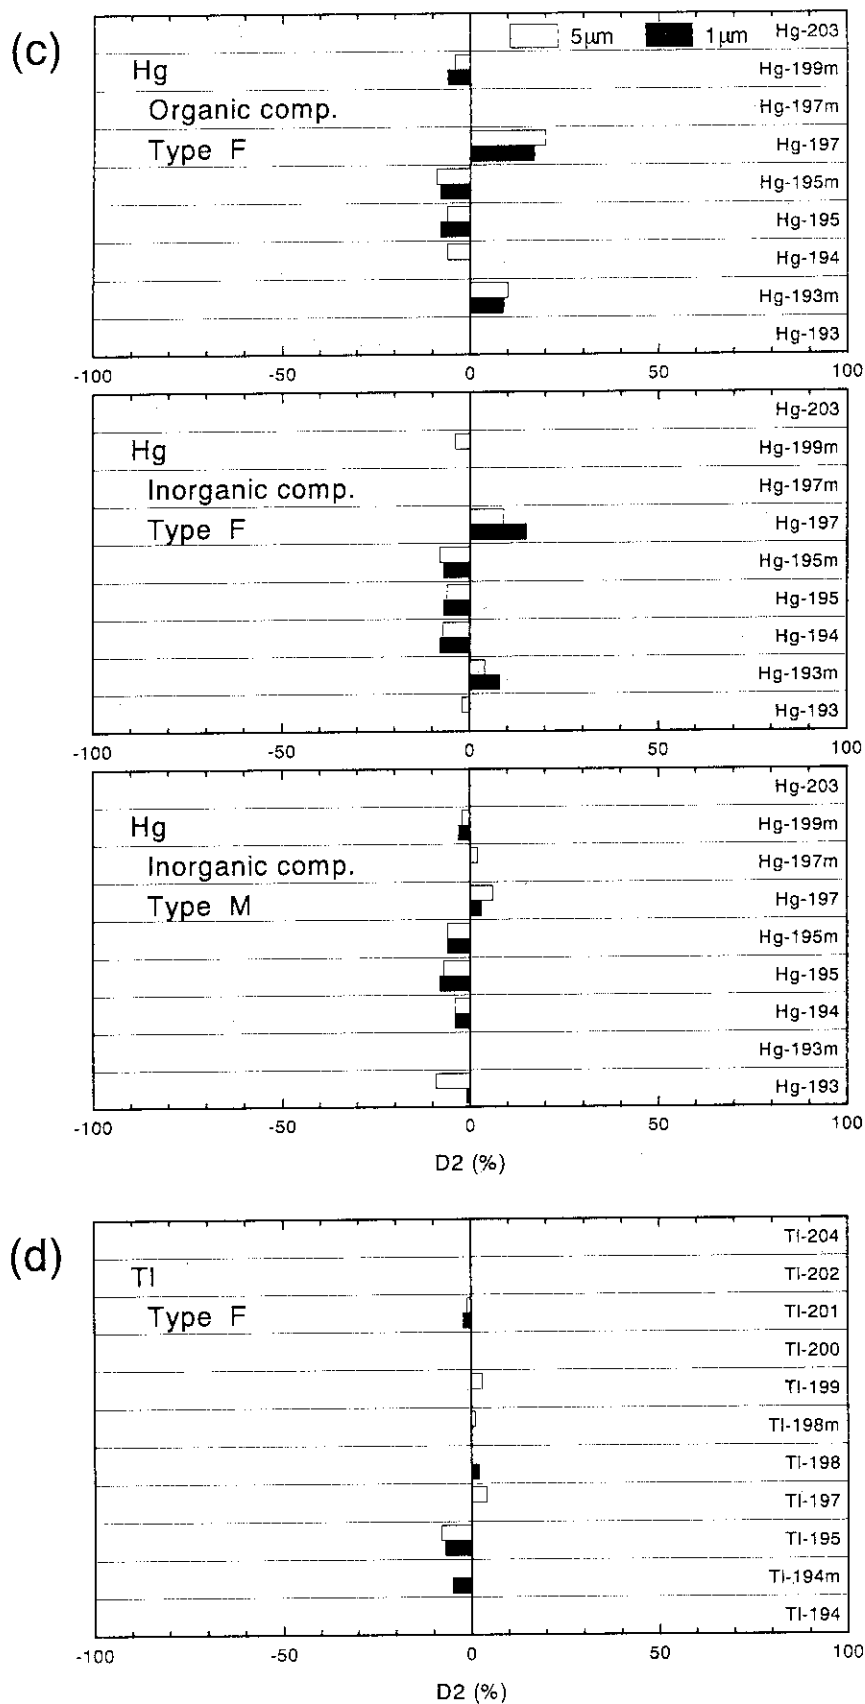 (c)
5μm 1μm Hg-203
Hg Hg-199m
Organic comp. Hg-197m
Type F Hg-197
Hg-195m
Hg-195
Hg-194
Hg-193m
Hg-193
-100 -50 0 50 100
Hg-203
Hg Hg-199m
Inorganic comp. Hg-197m
Type F Hg-197
Hg-195m
Hg-195
Hg-194
Hg-193m
Hg-193
-100 -50 0 50 100
Hg-203
Hg Hg-199m
Inorganic comp. Hg-197m
Type M Hg-197
Hg-195m
Hg-195
Hg-194
Hg-193m
Hg-193
-100 -50 0 50 100
D2 (%)
(d)
Tl-204
Tl Tl-202
Type F Tl-201
Tl-200
Tl-199
Tl-198m
Tl-198
Tl-197
Tl-195
Tl-194m
Tl-194
-100 -50 0 50 100
D2 (%)